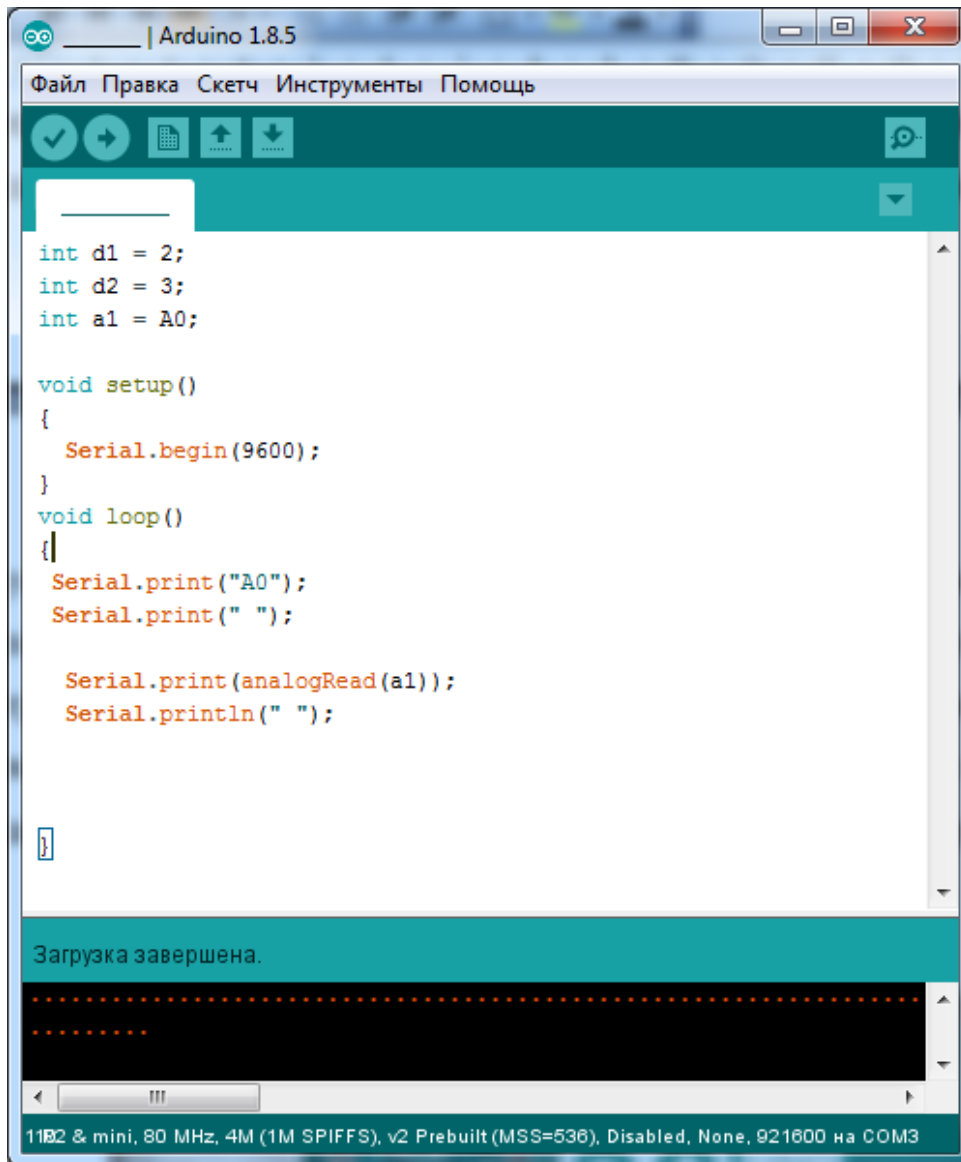 | Arduino 1.8.5
Файл Правка Скетч Инструменты Помощь
int d1 = 2;
int d2 = 3;
int a1 = A0;
void setup()
{
Serial.begin(9600);
}
void loop()
{
Serial.print("A0");
Serial.print(" ");
Serial.print(analogRead(a1));
Serial.println(" ");
}
Загрузка завершена.
& mini, 80 MHz, 4M (1M SPIFFS), v2 Prebuilt (MSS=536), Disabled, None, 921600 на COM3